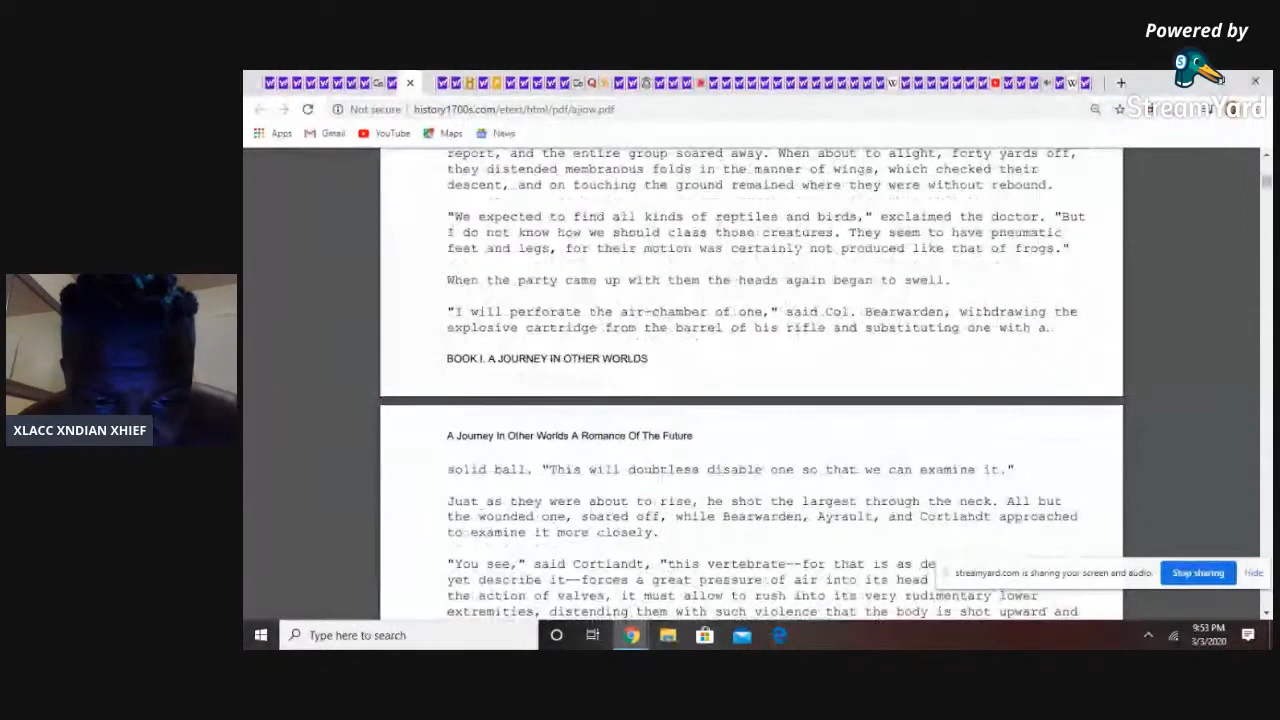 Powered by
StreamYard
Not secure
history1700s.com/etext/html/pdf/ajiow.pdf
Apps
Gmail
YouTube
Maps
News
report, and the entire group soared away. When about to alight, forty yards off,
they distended membranous folds in the manner of wings, which checked their
descent, and on touching the ground remained where they were without rebound.
"We expected to find all kinds of reptiles and birds," exclaimed the doctor. "But
I do not know how we should class those creatures. They seem to have pneumatic
feet and legs, for their motion was certainly not produced like that of frogs."
When the party came up with them the heads again began to swell.
"I will perforate the air-chamber of one," said Col. Bearwarden, withdrawing the
explosive cartridge from the barrel of his rifle and substituting one with a
BOOK I. A JOURNEY IN OTHER WORLDS
A Journey In Other Worlds A Romance Of The Future
solid ball. "This will doubtless disable one so that we can examine it."
Just as they were about to rise, he shot the largest through the neck. All but
the wounded one, soared off, while Bearwarden, Ayrault, and Cortlandt approached
to examine it more closely.
"You see," said Cortlandt, "this vertebrate--for that is as de
yet describe it--forces a great pressure of air into its head
the action of valves, it must allow to rush into its very rudimentary lower
extremities, distending them with such violence that the body is shot upward and
XLACC XNDIAN XHIEF
streamyard.com is sharing your screen and audio.
Stop sharing
Hide
Type here to search
9:53 PM
3/3/2020